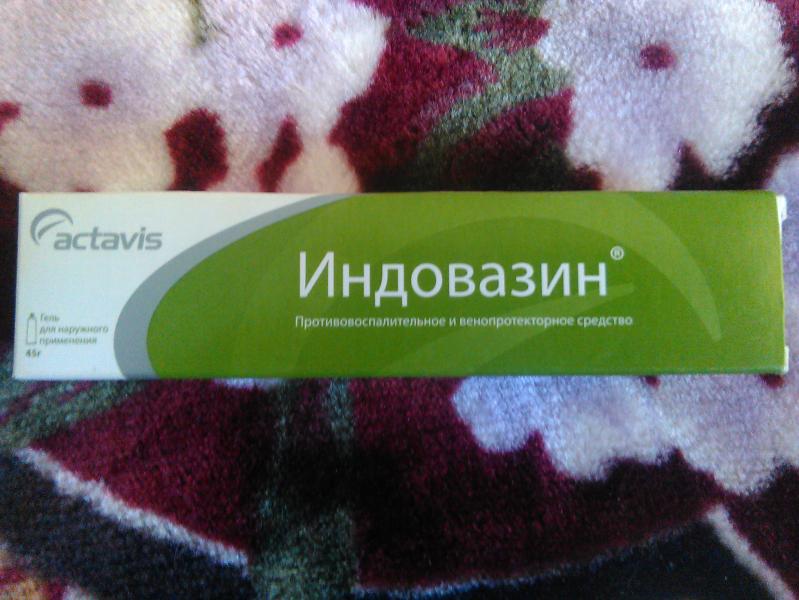 actavis
Индовазин®
Противовоспалительное и венопротекторное средство
Гель
для наружного
применения
45г